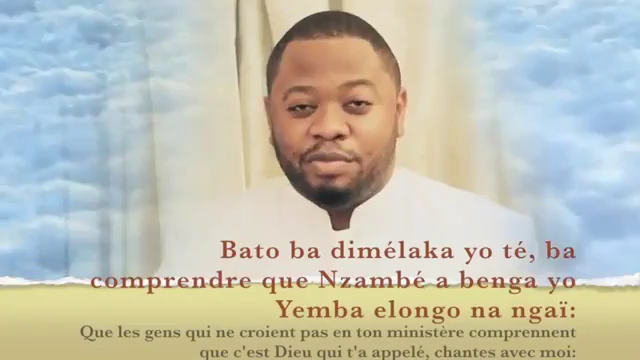 Bato ba dimélaka yo té, ba
comprendre que Nzambé a benga yo
Yemba elongo na ngaï:
Que les gens qui ne croient pas en ton ministère comprennent
que c'est Dieu qui t'a appelé, chantes avec moi: